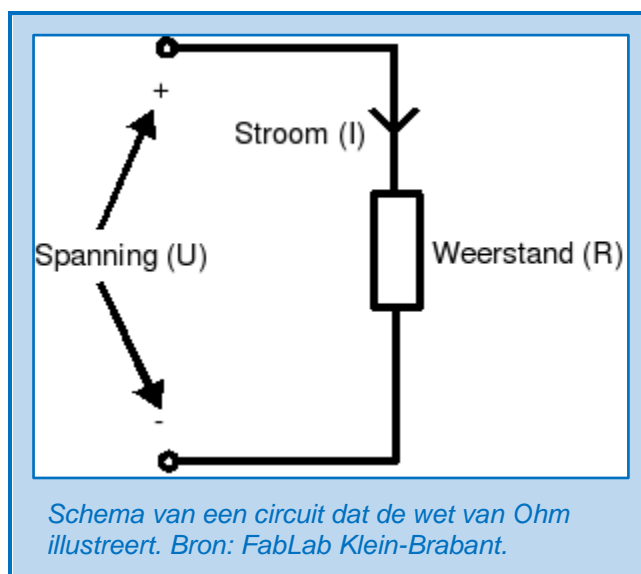 +
Stroom (I)
Spanning (U)
Weerstand (R)
-
Schema van een circuit dat de wet van Ohm
illustreert. Bron: FabLab Klein-Brabant.